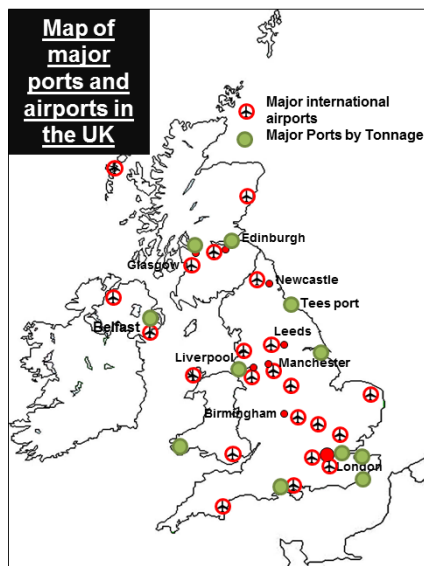 Map of
major
ports and
airports in
the UK
Major international
airports
Major Ports by Tonnage
Edinburgh
Glasgow
Newcastle
Tees port
Belfast
Leeds
Liverpool
Manchester
Birmingham
London